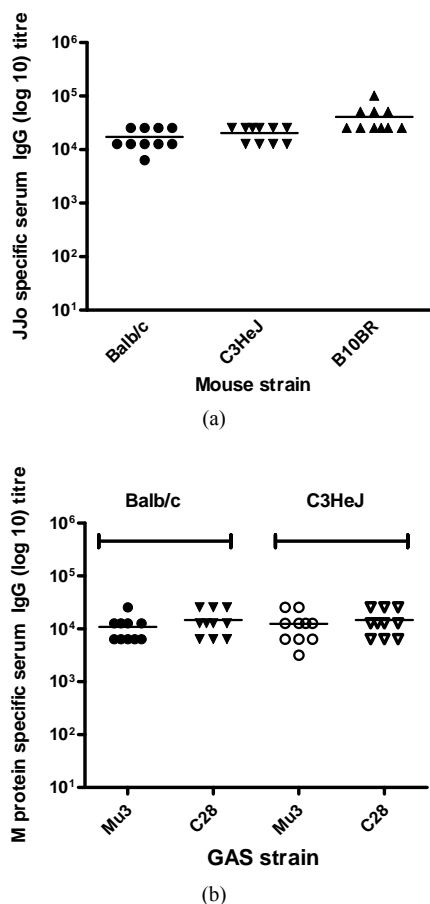 JJo specific serum IgG (log 10) titre
10^6
10^5
10^4
10^3
10^2
10^1
Balb/c
C3HeJ
B10BR
Mouse strain
(a)
M protein specific serum IgG (log 10) titre
Balb/c
C3HeJ
10^6
10^5
10^4
10^3
10^2
10^1
Mu3
C28
Mu3
C28
GAS strain
(b)